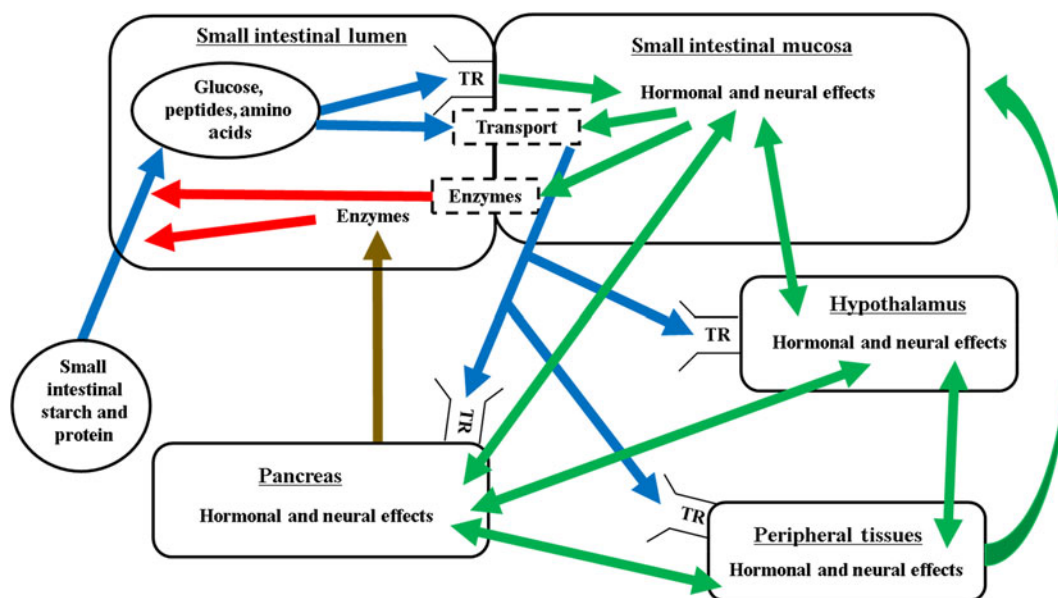 Small intestinal lumen
Small intestinal mucosa
Glucose,
peptides, amino
acids
TR
Hormonal and neural effects
Transport
Enzymes
Enzymes
Hypothalamus
TR
Hormonal and neural effects
Small
intestinal
starch and
protein
TR
Pancreas
Hormonal and neural effects
TR
Peripheral tissues
Hormonal and neural effects